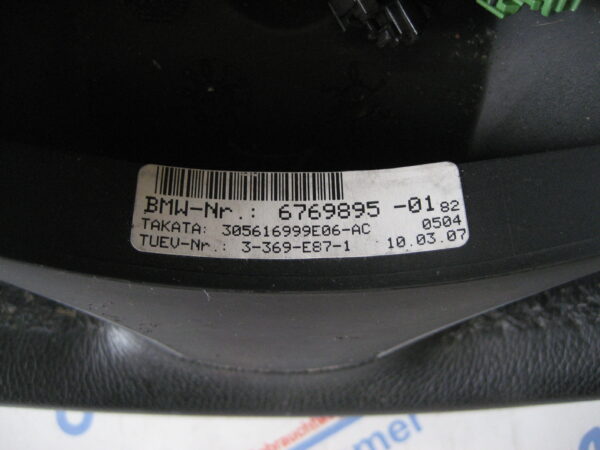 BMW-Nr.: 6769895 -01 82
TAKATA: 305616999E06-AC 0504
TUEV-Nr.: 3-369-E87-1 10.03.07